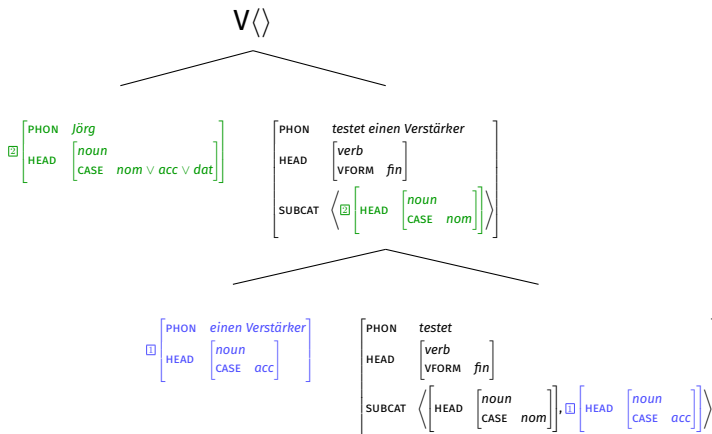 V⟨⟩
2 [PHON Jörg
HEAD [noun
CASE nom ∨ acc ∨ dat]]
[PHON testet einen Verstärker
HEAD [verb
VFORM fin]
SUBCAT ⟨2 [HEAD [noun
CASE nom]]⟩]
1 [PHON einen Verstärker
HEAD [noun
CASE acc]]
[PHON testet
HEAD [verb
VFORM fin]
SUBCAT ⟨[HEAD [noun
CASE nom]], 1 [HEAD [noun
CASE acc]]⟩